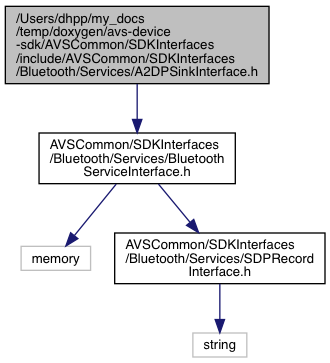 /Users/dhpp/my_docs
/temp/doxygen/avs-device
-sdk/AVSCommon/SDKInterfaces
/include/AVSCommon/SDKInterfaces
/Bluetooth/Services/A2DPSinkInterface.h
AVSCommon/SDKInterfaces
/Bluetooth/Services/Bluetooth
ServiceInterface.h
memory
AVSCommon/SDKInterfaces
/Bluetooth/Services/SDPRecord
Interface.h
string